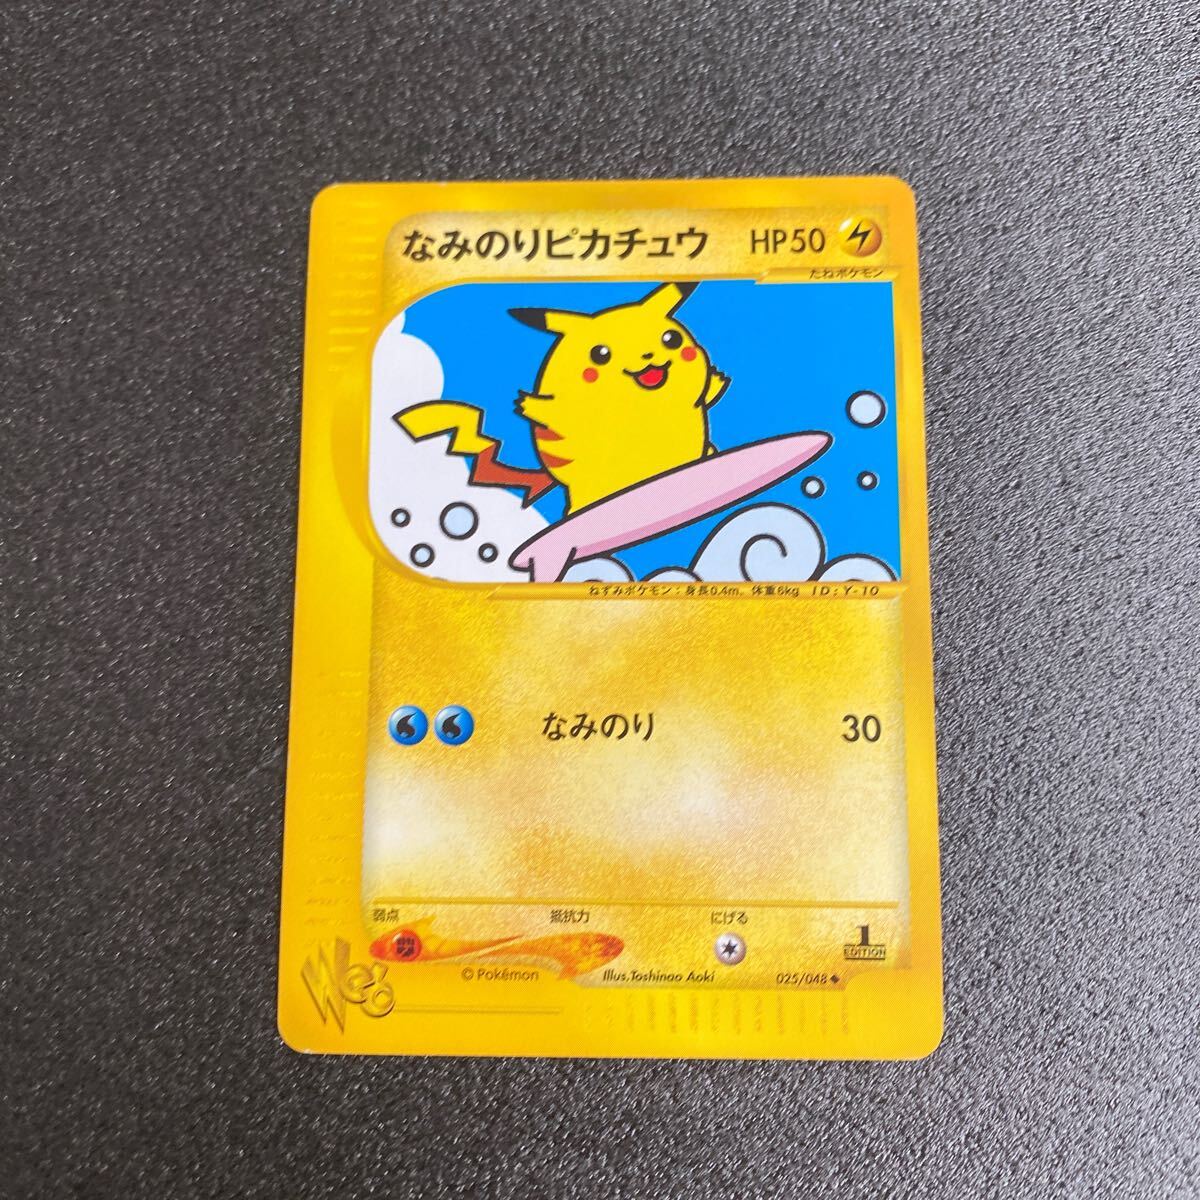 なみのりピカチュウ HP50
たねポケモン
ねずみポケモン：身長0.4m, 体重6kg ID:Y-10
なみのり 30
弱点 抵抗力 にげる
1
EDITION
© Pokémon Illus.Toshinao Aoki 025/048
Web